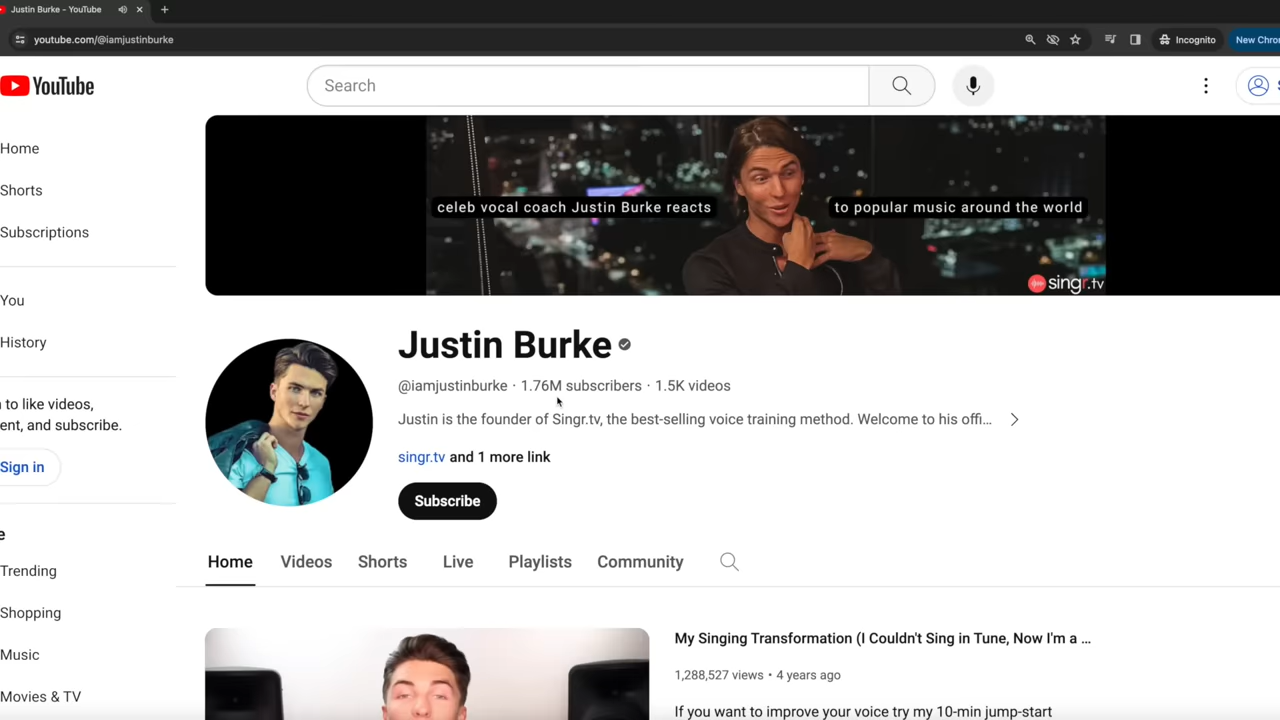 Justin Burke - YouTube
youtube.com/@iamjustinburke
Incognito
New Chro
YouTube
Search
Home
Shorts
Subscriptions
You
History
to like videos,
ent, and subscribe.
Sign in
e
Trending
Shopping
Music
Movies & TV
celeb vocal coach Justin Burke reacts
to popular music around the world
singr.tv
Justin Burke
@iamjustinburke · 1.76M subscribers · 1.5K videos
Justin is the founder of Singr.tv, the best-selling voice training method. Welcome to his offi...
singr.tv and 1 more link
Subscribe
Home Videos Shorts Live Playlists Community
My Singing Transformation (I Couldn't Sing in Tune, Now I'm a ...
1,288,527 views • 4 years ago
If you want to improve your voice try my 10-min jump-start